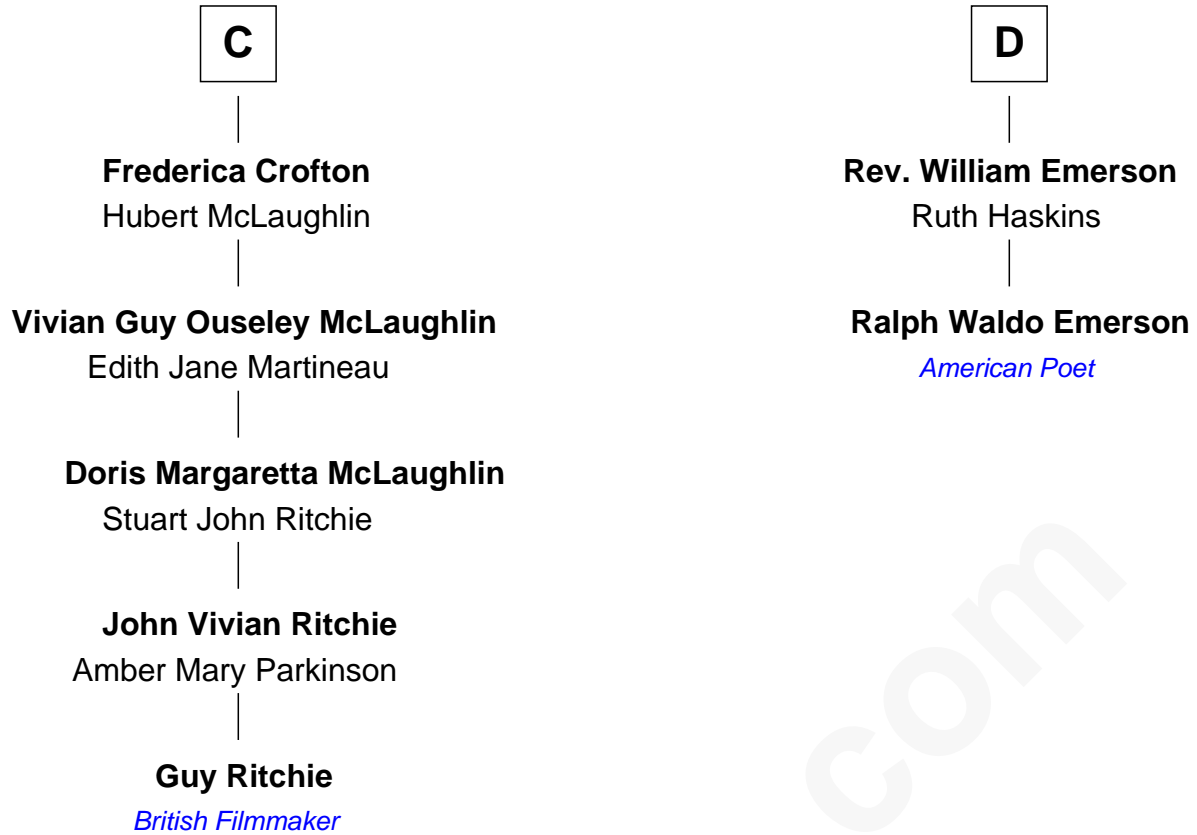 C
Frederica Crofton
Hubert McLaughlin
Vivian Guy Ouseley McLaughlin
Edith Jane Martineau
Doris Margaretta McLaughlin
Stuart John Ritchie
John Vivian Ritchie
Amber Mary Parkinson
Guy Ritchie
British Filmmaker
D
Rev. William Emerson
Ruth Haskins
Ralph Waldo Emerson
American Poet
com